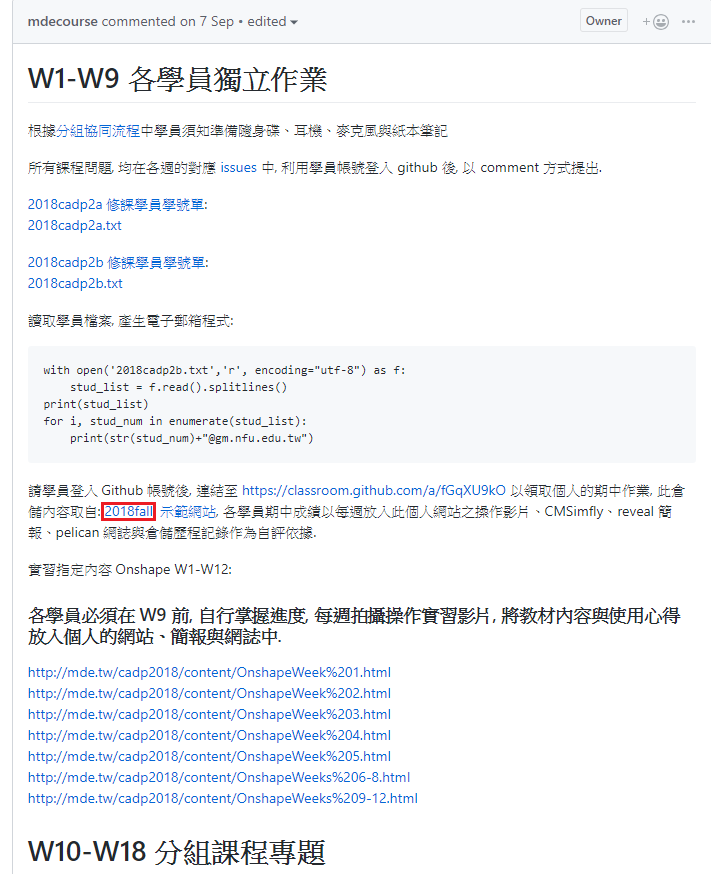 mdecourse commented on 7 Sep • edited
Owner
W1-W9 各學員獨立作業
根據分組協同流程中學員須知準備隨身碟、耳機、麥克風與紙本筆記
所有課程問題, 均在各週的對應 issues 中, 利用學員帳號登入 github 後, 以 comment 方式提出.
2018cadp2a 修課學員學號單:
2018cadp2a.txt
2018cadp2b 修課學員學號單:
2018cadp2b.txt
讀取學員檔案, 產生電子郵箱程式:
with open('2018cadp2b.txt','r', encoding="utf-8") as f:
    stud_list = f.read().splitlines()
print(stud_list)
for i, stud_num in enumerate(stud_list):
    print(str(stud_num)+"@gm.nfu.edu.tw")
請學員登入 Github 帳號後, 連結至 https://classroom.github.com/a/fGqXU9kO 以領取個人的期中作業, 此倉
儲內容取自: 2018fall 示範網站, 各學員期中成績以每週放入此個人網站之操作影片、CMSimfly、reveal 簡
報、pelican 網誌與倉儲歷程記錄作為自評依據.
實習指定內容 Onshape W1-W12:
各學員必須在 W9 前, 自行掌握進度, 每週拍攝操作實習影片, 將教材內容與使用心得
放入個人的網站、簡報與網誌中.
http://mde.tw/cadp2018/content/OnshapeWeek%201.html
http://mde.tw/cadp2018/content/OnshapeWeek%202.html
http://mde.tw/cadp2018/content/OnshapeWeek%203.html
http://mde.tw/cadp2018/content/OnshapeWeek%204.html
http://mde.tw/cadp2018/content/OnshapeWeek%205.html
http://mde.tw/cadp2018/content/OnshapeWeeks%206-8.html
http://mde.tw/cadp2018/content/OnshapeWeeks%209-12.html
W10-W18 分組課程專題